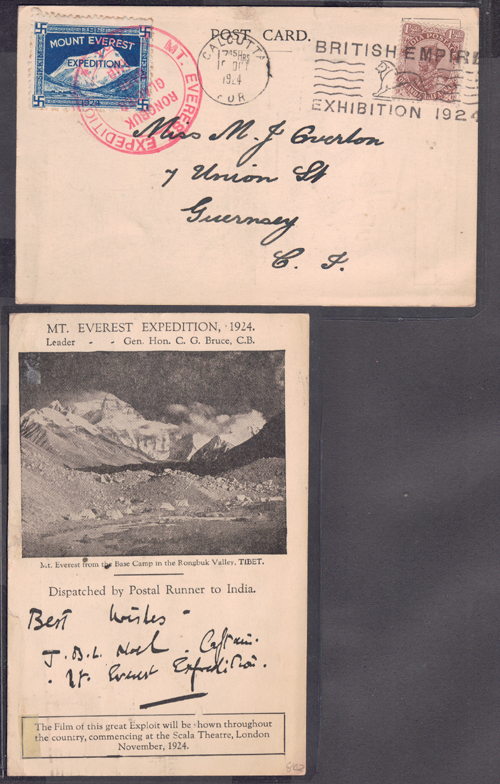 POST CARD.
MOUNT EVEREST
EXPEDITION
1924
MT. EVEREST EXPEDITION
RONGBUK
CALCUTTA
1924
BRITISH EMPIRE
EXHIBITION 1924
Miss M. J. Everton
7 Union St
Guernsey
C. I.
MT. EVEREST EXPEDITION, 1924.
Leader - - Gen. Hon. C. G. Bruce, C.B.
Mt. Everest from the Base Camp in the Rongbuk Valley, TIBET.
Dispatched by Postal Runner to India.
Best Wishes -
J. B. L. Noel. Captain.
. Mt. Everest Expedition.
The Film of this great Exploit will be shown throughout
the country, commencing at the Scala Theatre, London
November, 1924.